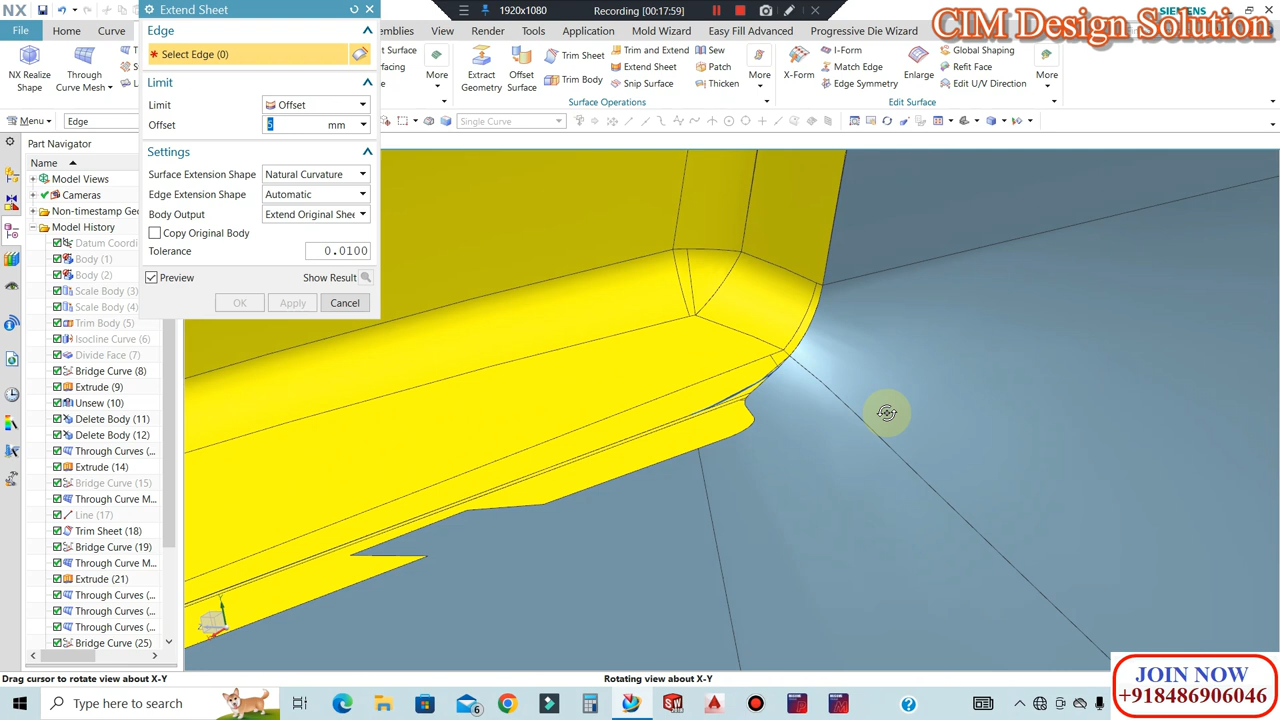 NX
Extend Sheet
1920x1080
Recording [00:17:59]
SIEMENS
CIM Design Solution
File
Home
Curve
Assemblies
View
Render
Tools
Application
Mold Wizard
Easy Fill Advanced
Progressive Die Wizard
Edge
* Select Edge (0)
Limit
Limit
Offset
Offset
5
mm
Settings
Surface Extension Shape
Natural Curvature
Edge Extension Shape
Automatic
Body Output
Extend Original Shee
Copy Original Body
Tolerance
0.0100
Preview
Show Result
OK
Apply
Cancel
NX Realize Shape
Through Curve Mesh
More
Extract Geometry
Offset Surface
Trim Sheet
Trim Body
Trim and Extend
Extend Sheet
Snip Surface
Sew
Patch
Thicken
More
Surface Operations
X-Form
I-Form
Match Edge
Edge Symmetry
Enlarge
Global Shaping
Refit Face
Edit U/V Direction
More
Edit Surface
Menu
Edge
Single Curve
Part Navigator
Name
Model Views
Cameras
Non-timestamp Geo
Model History
Datum Coordi
Body (1)
Body (2)
Scale Body (3)
Scale Body (4)
Trim Body (5)
Isocline Curve (6)
Divide Face (7)
Bridge Curve (8)
Extrude (9)
Unsew (10)
Delete Body (11)
Delete Body (12)
Through Curves (...
Extrude (14)
Bridge Curve (15)
Through Curve M...
Line (17)
Trim Sheet (18)
Bridge Curve (19)
Through Curve M...
Extrude (21)
Through Curves (...
Through Curves (...
Through Curves (...
Bridge Curve (25)
Drag cursor to rotate view about X-Y
Rotating view about X-Y
JOIN NOW
+918486906046
Type here to search
6
SW